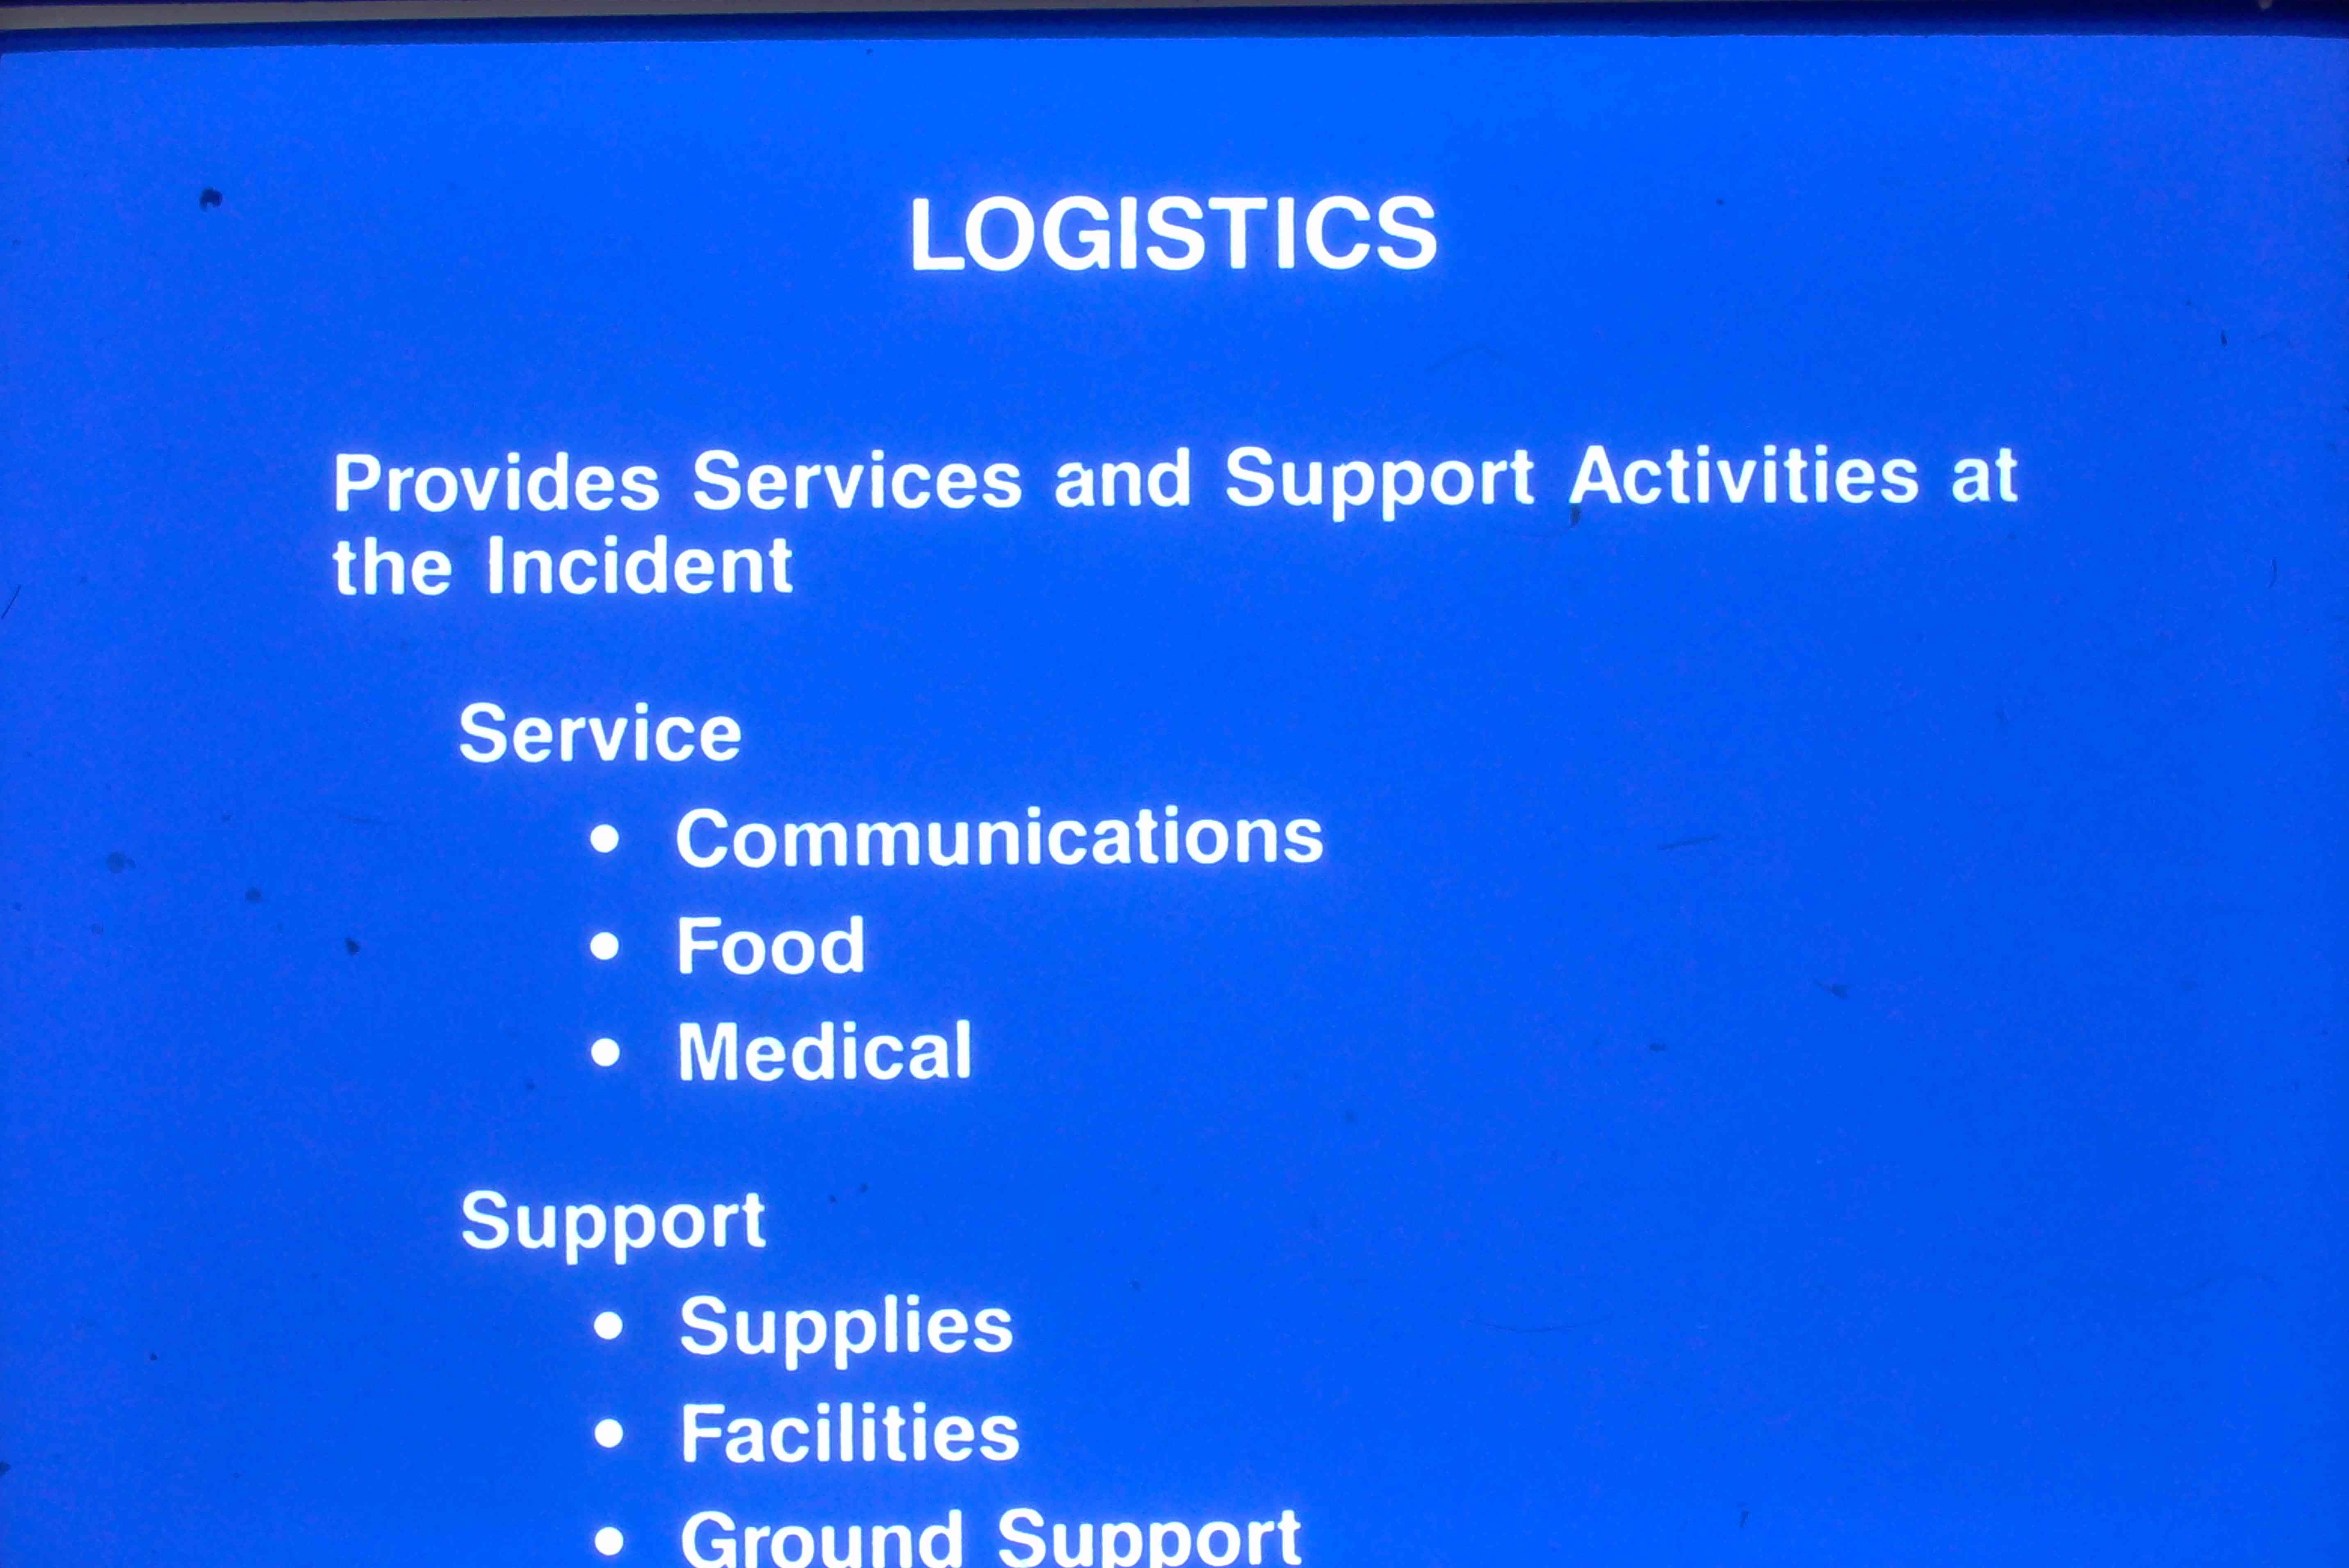 LOGISTICS
Provides Services and Support Activities at
the Incident
Service
• Communications
• Food
• Medical
Support
• Supplies
• Facilities
• Ground Support